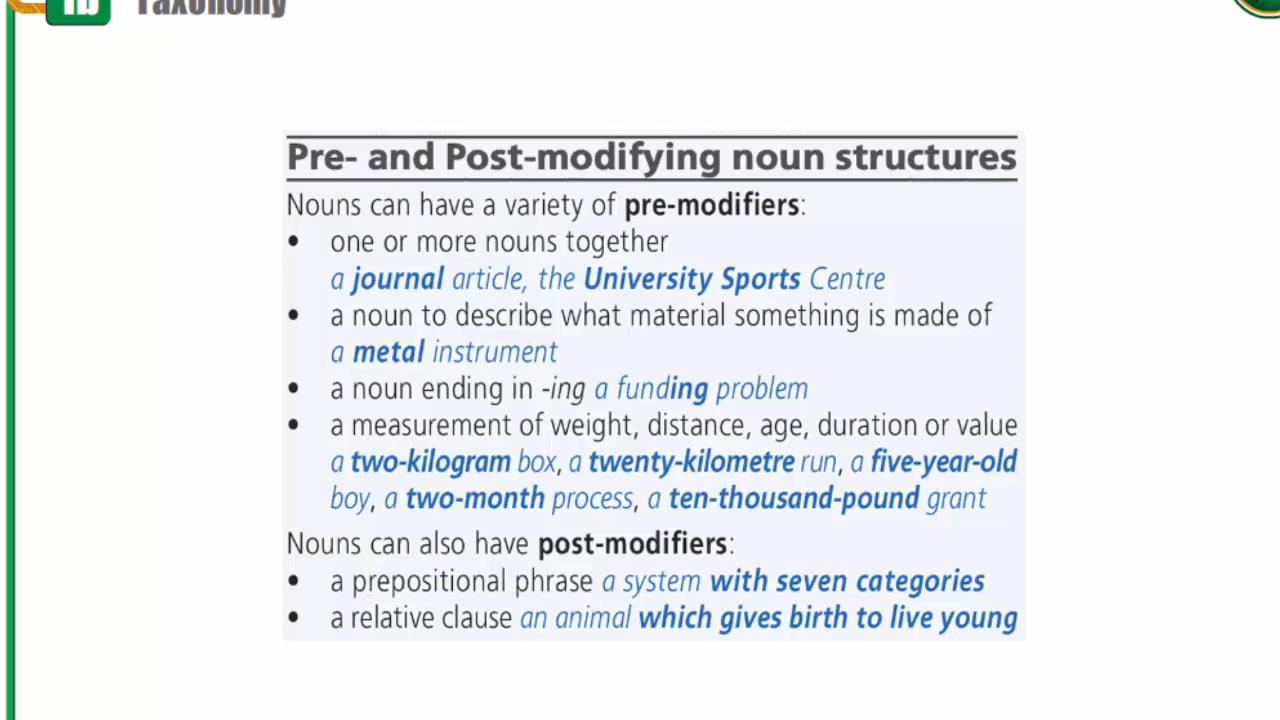 1b Taxonomy
Pre- and Post-modifying noun structures
Nouns can have a variety of pre-modifiers:
• one or more nouns together
a journal article, the University Sports Centre
• a noun to describe what material something is made of
a metal instrument
• a noun ending in -ing a funding problem
• a measurement of weight, distance, age, duration or value
a two-kilogram box, a twenty-kilometre run, a five-year-old
boy, a two-month process, a ten-thousand-pound grant
Nouns can also have post-modifiers:
• a prepositional phrase a system with seven categories
• a relative clause an animal which gives birth to live young